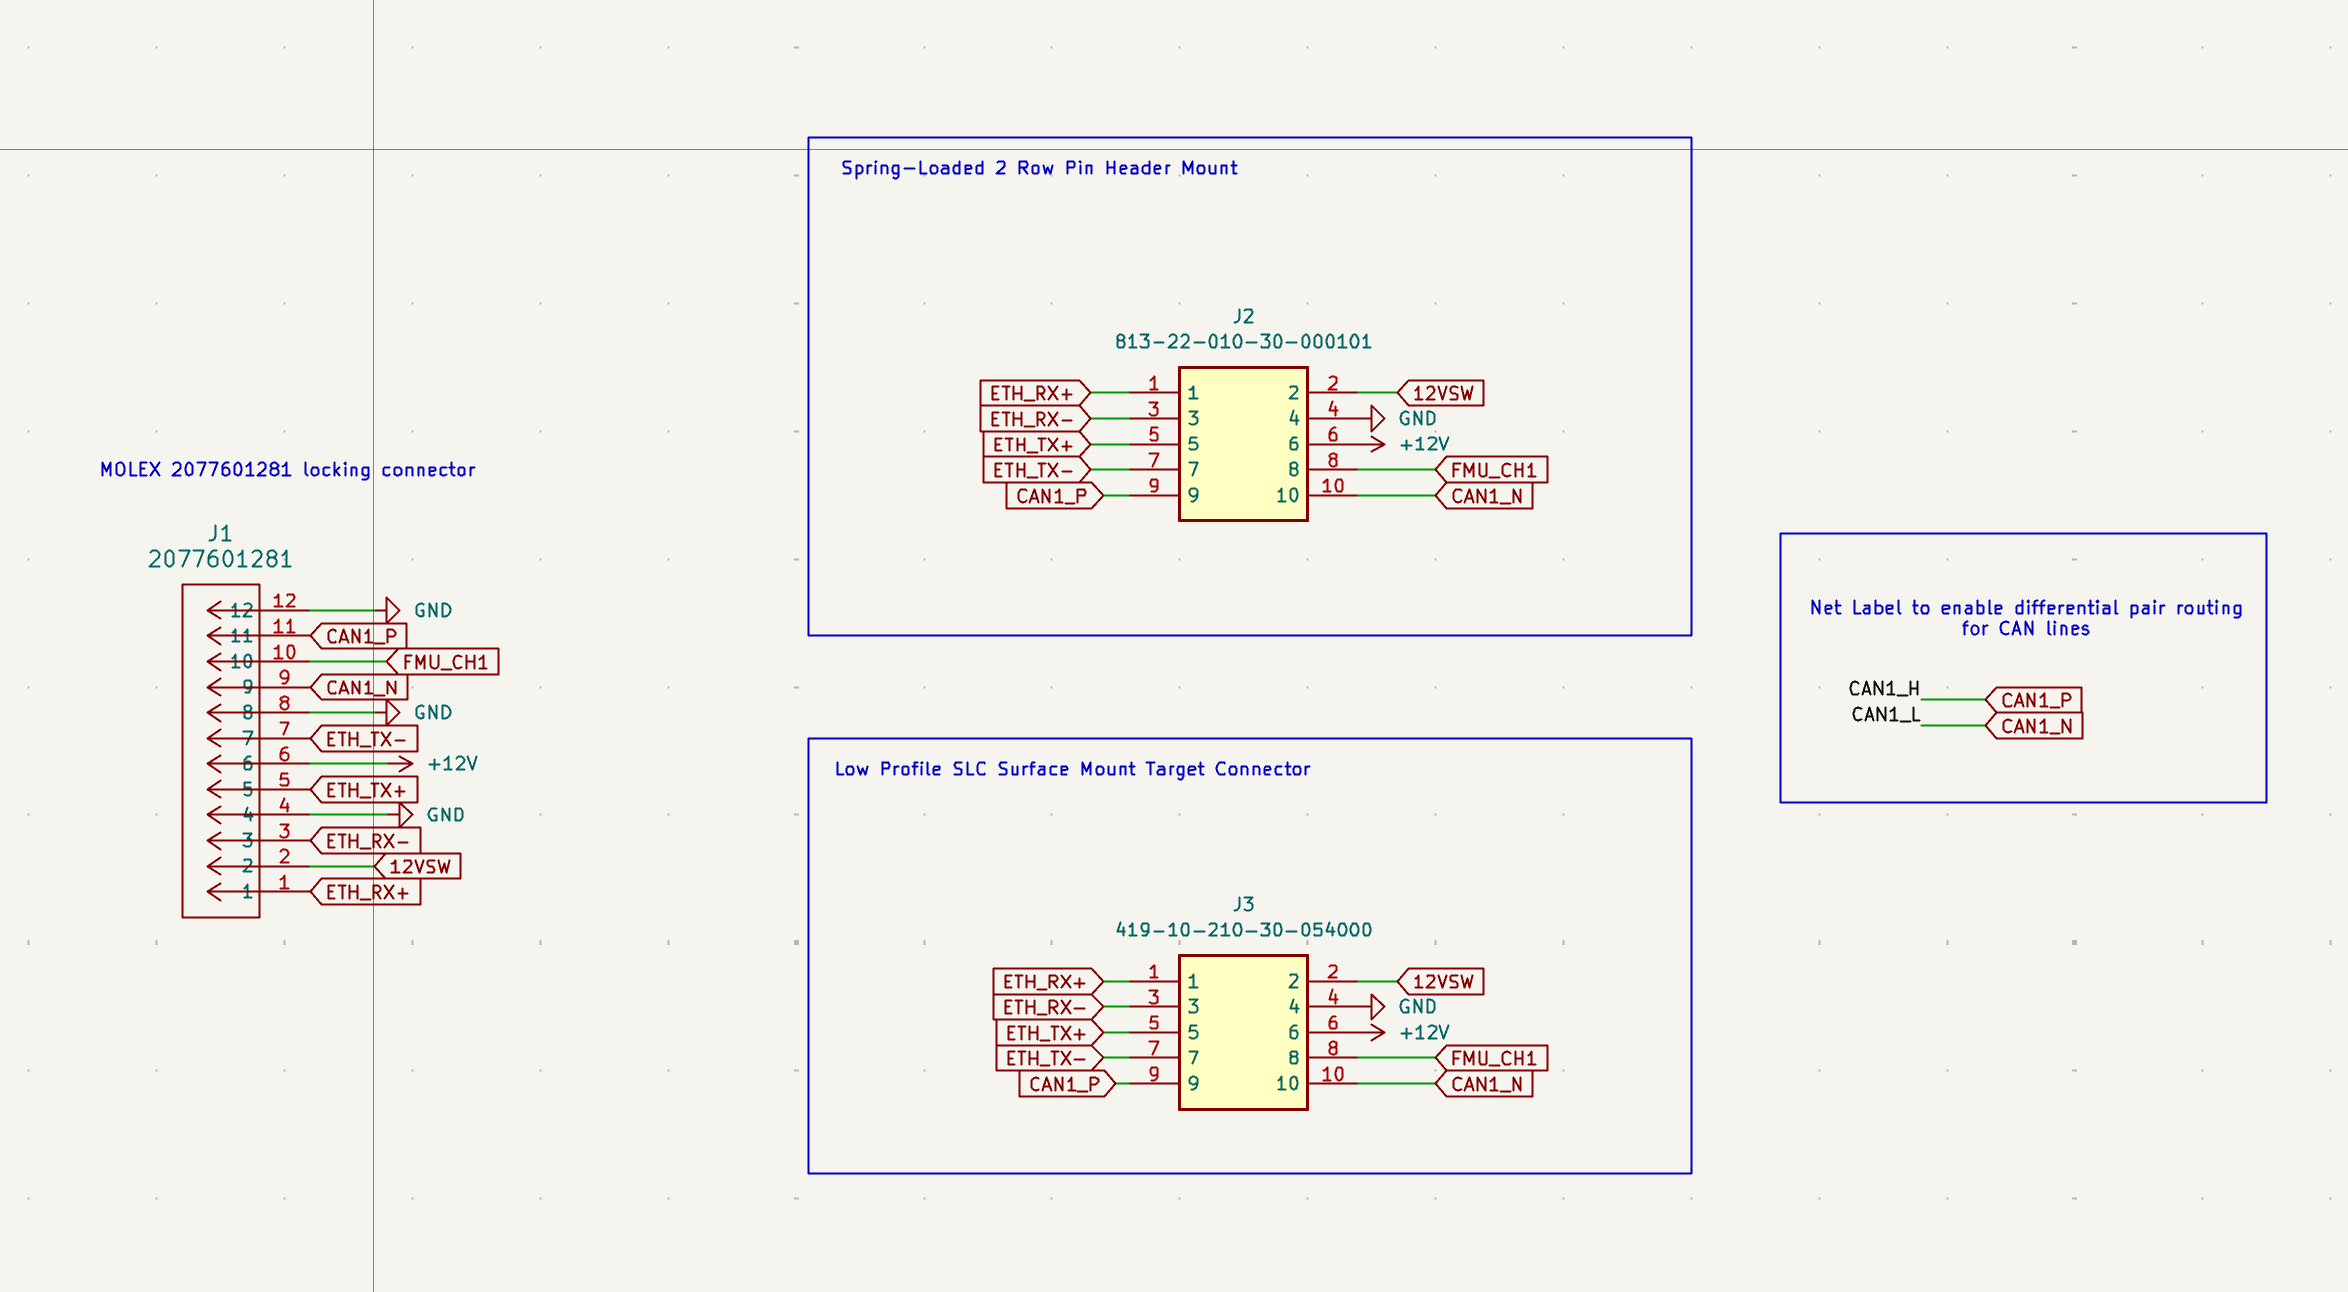 Spring-Loaded 2 Row Pin Header Mount
J2
813-22-010-30-000101
ETH_RX+ 1 1 2 2 12VSW
ETH_RX- 3 3 4 4 GND
ETH_TX+ 5 5 6 6 +12V
ETH_TX- 7 7 8 8 FMU_CH1
CAN1_P 9 9 10 10 CAN1_N
MOLEX 2077601281 locking connector
J1
2077601281
12 12 GND
11 11 CAN1_P
10 10 FMU_CH1
9 9 CAN1_N
8 8 GND
7 7 ETH_TX-
6 6 +12V
5 5 ETH_TX+
4 4 GND
3 3 ETH_RX-
2 2 12VSW
1 1 ETH_RX+
Net Label to enable differential pair routing
for CAN lines
CAN1_H CAN1_P
CAN1_L CAN1_N
Low Profile SLC Surface Mount Target Connector
J3
419-10-210-30-054000
ETH_RX+ 1 1 2 2 12VSW
ETH_RX- 3 3 4 4 GND
ETH_TX+ 5 5 6 6 +12V
ETH_TX- 7 7 8 8 FMU_CH1
CAN1_P 9 9 10 10 CAN1_N